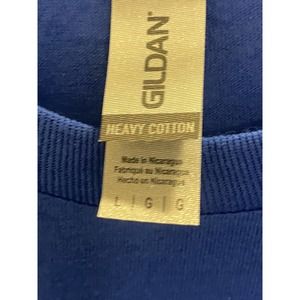 GILDAN®
HEAVY COTTON
Made in Nicaragua
Fabriqué au Nicaragua
Hecho en Nicaragua
L | G | G